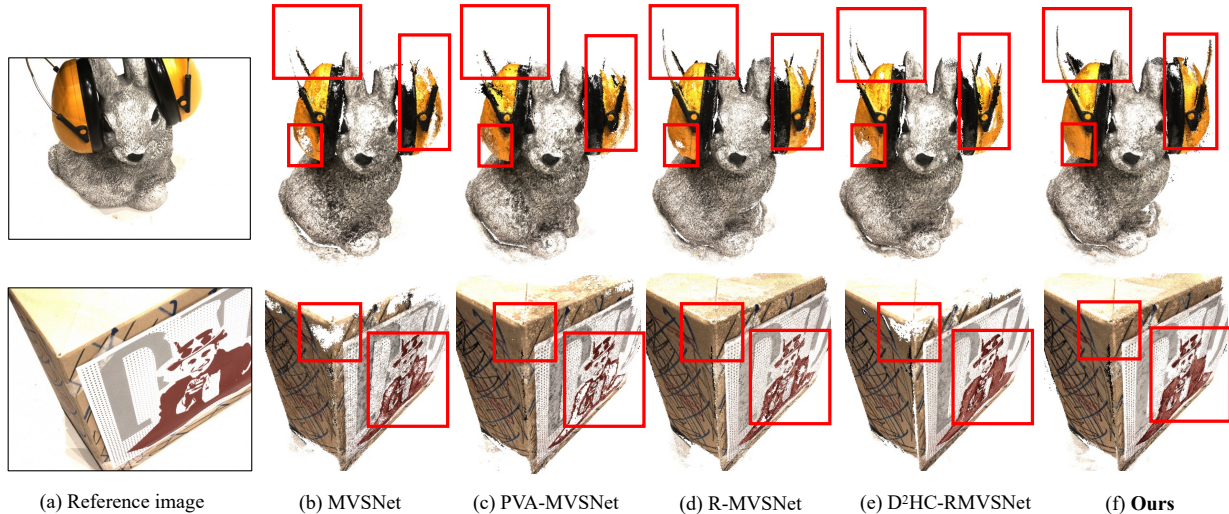 (a) Reference image
(b) MVSNet
(c) PVA-MVSNet
(d) R-MVSNet
(e) D²HC-RMVSNet
(f) Ours